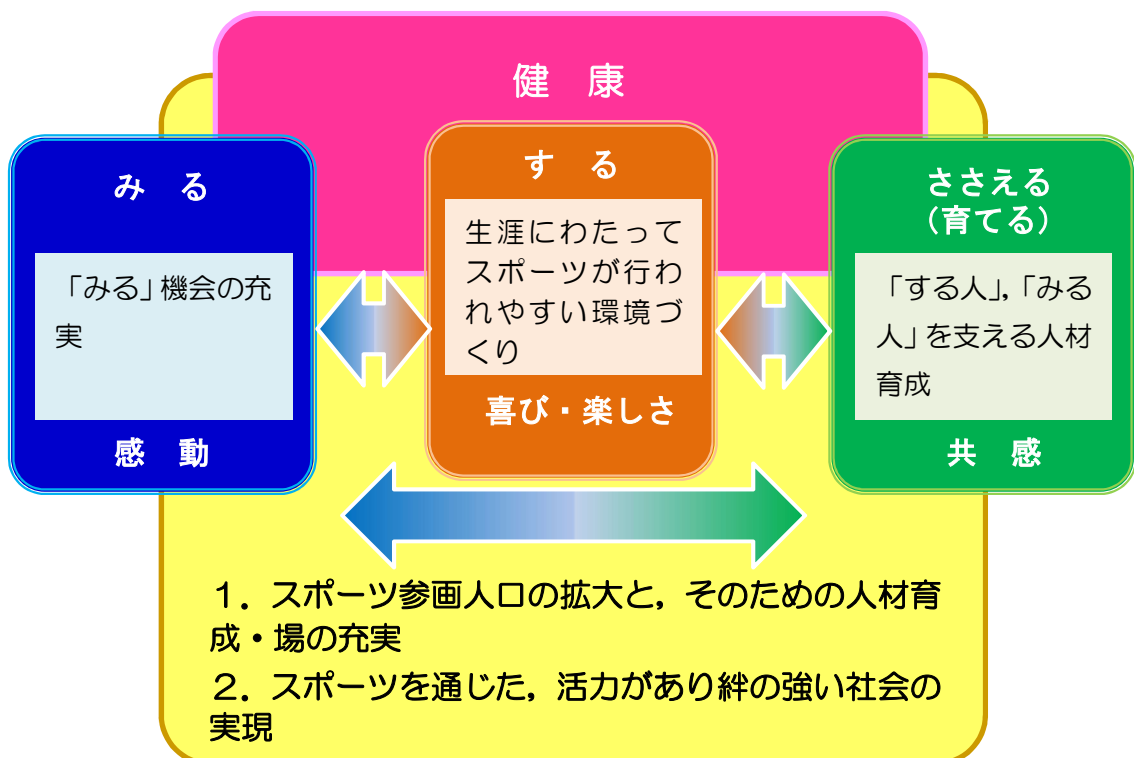 健　康
み　る
「みる」機会の充
実
感　動
す　る
生涯にわたって
スポーツが行わ
れやすい環境づ
くり
喜び・楽しさ
ささえる
（育てる）
「する人」，「みる
人」を支える人材
育成
共　感
１．スポーツ参画人口の拡大と，そのための人材育
成・場の充実
２．スポーツを通じた，活力があり絆の強い社会の
実現